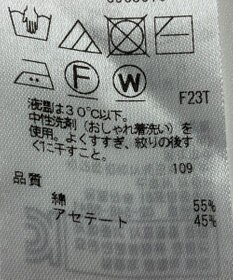 F
W
F23T
液温は30℃以下。
中性洗剤（おしゃれ着洗い）を
使用。よくすすぎ、絞りの後す
ぐに干すこと。
109
品質
綿 55%
アセテート 45%